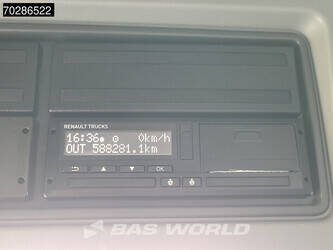 70286522
RENAULT TRUCKS
16:36 0km/h
OUT 588281.1km
OK
BAS WORLD